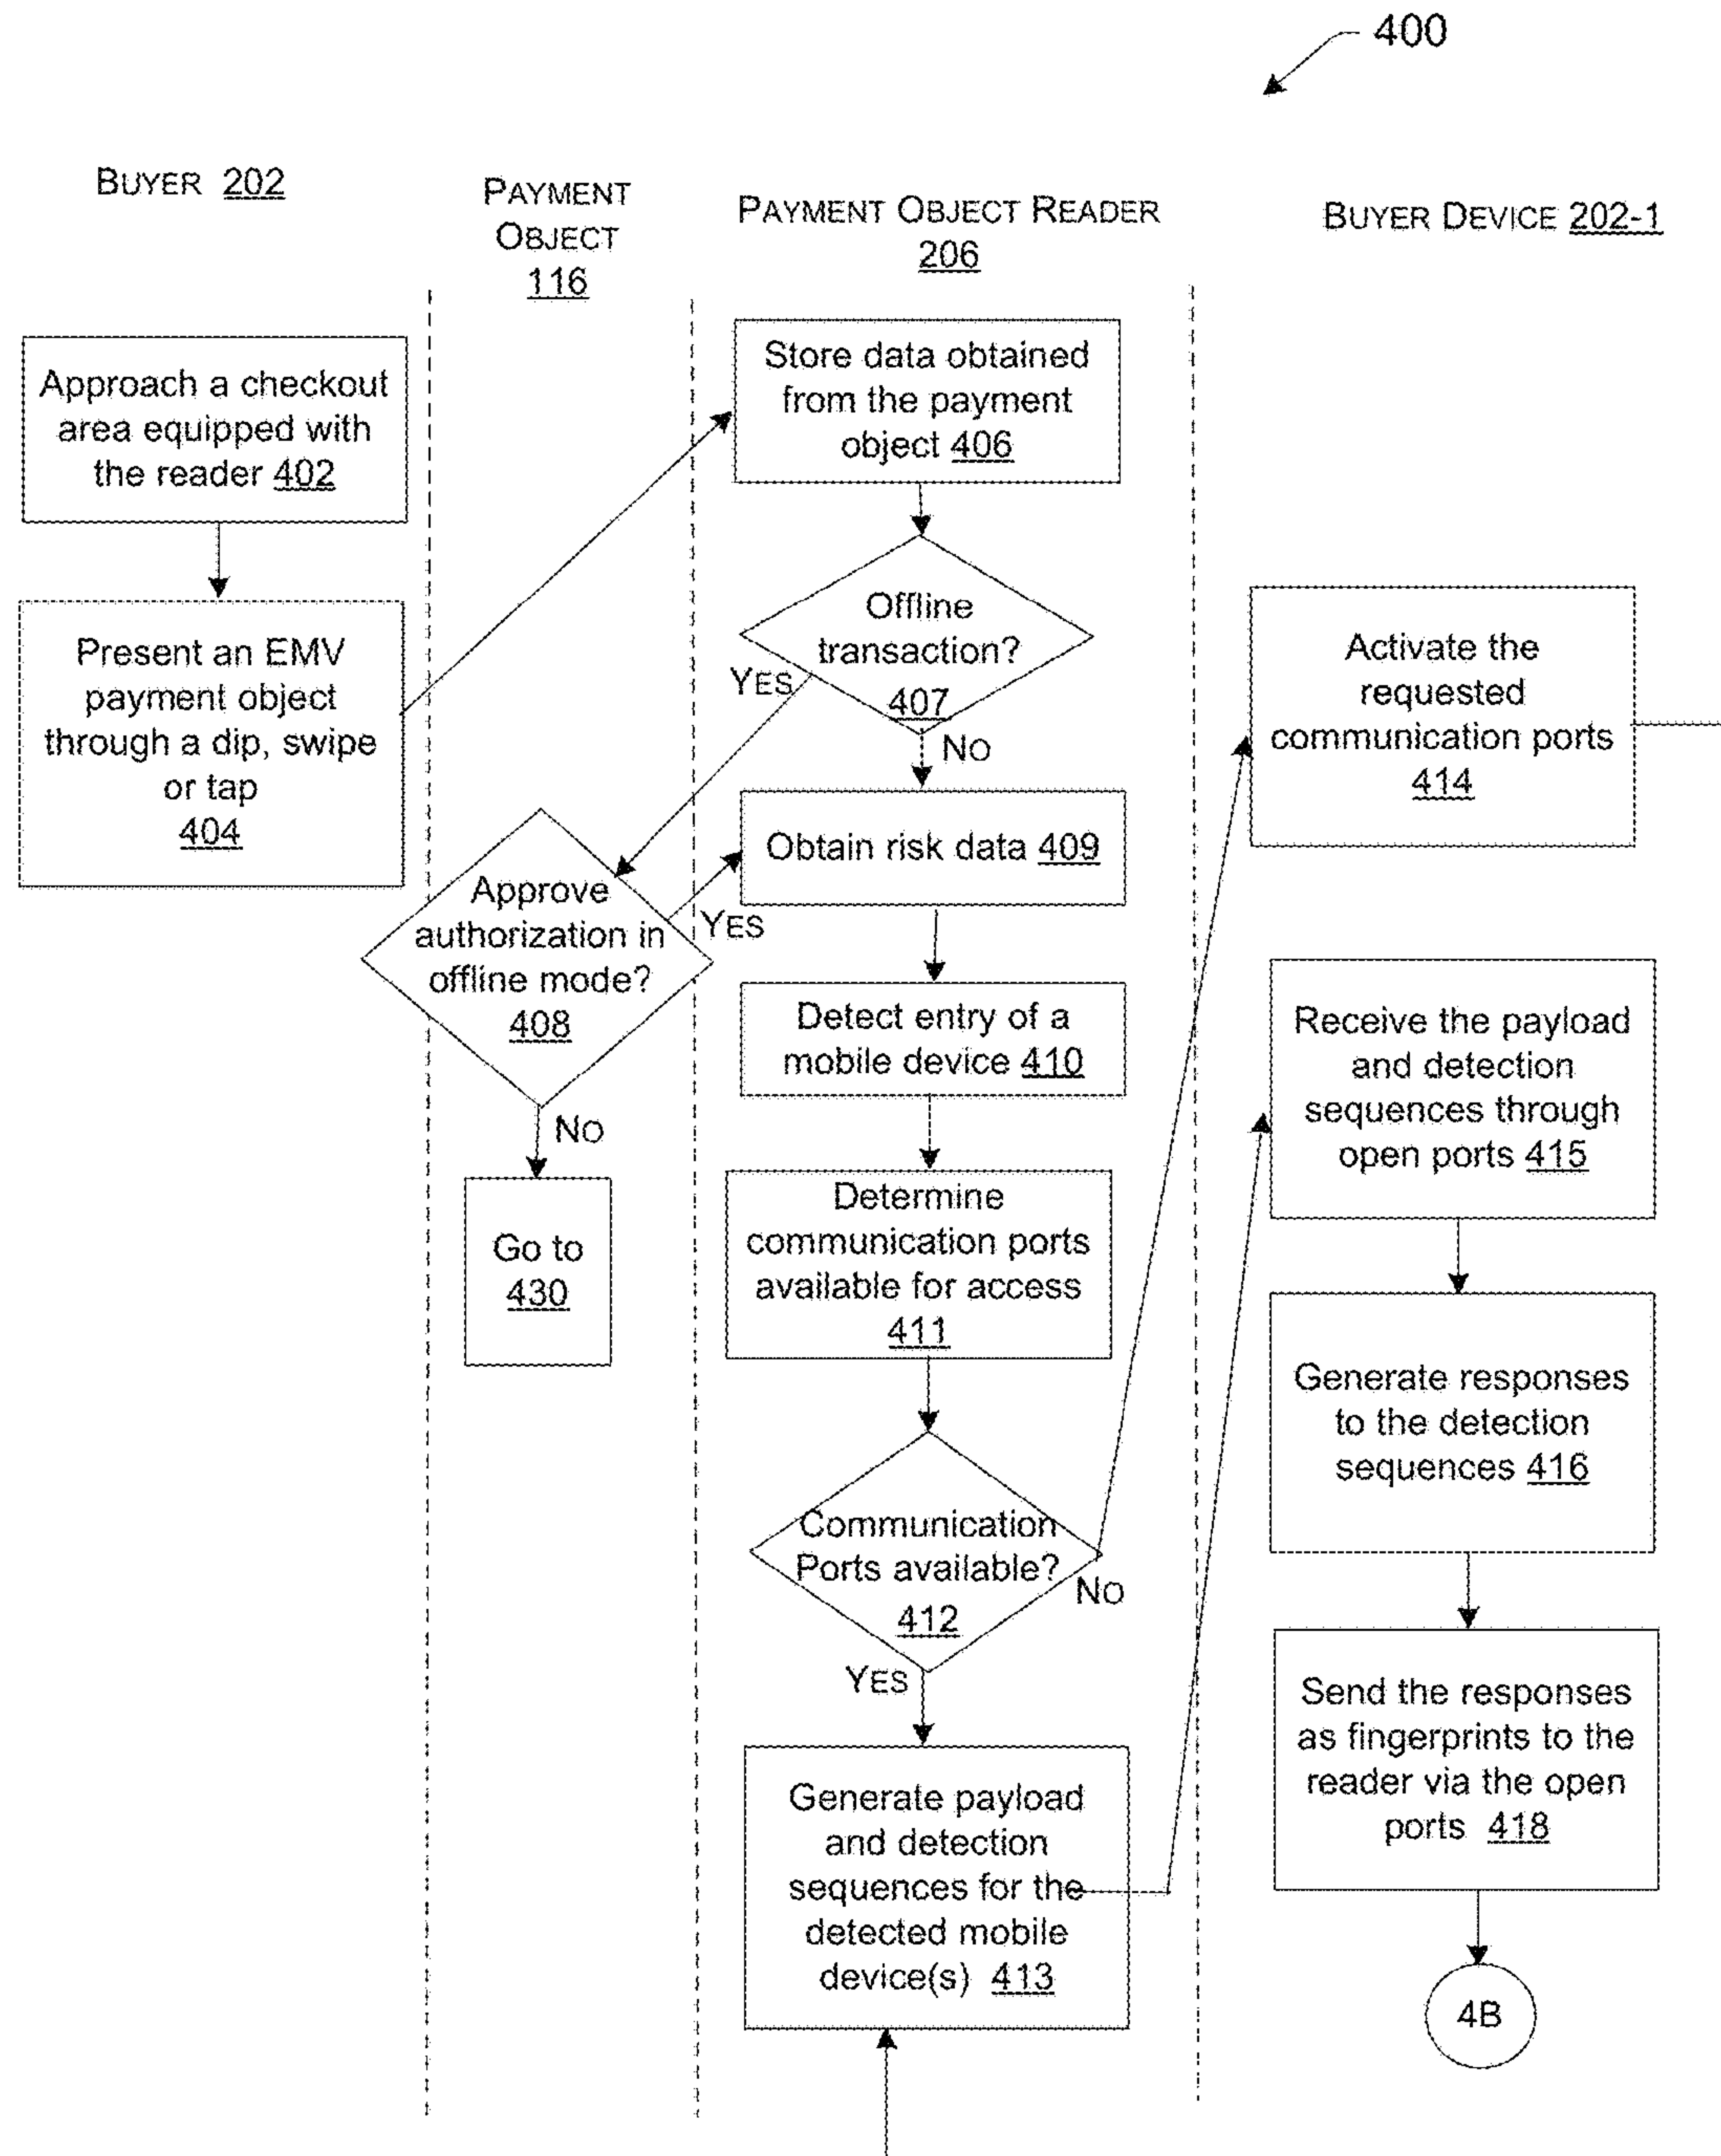 400
BUYER 202
PAYMENT
OBJECT
116
PAYMENT OBJECT READER
206
BUYER DEVICE 202-1
Approach a checkout
area equipped with
the reader 402
Present an EMV
payment object
through a dip, swipe
or tap
404
Approve
authorization in
offline mode?
408
YES
NO
Go to
430
Store data obtained
from the payment
object 406
Offline
transaction?
407
YES
NO
Obtain risk data 409
Detect entry of a
mobile device 410
Determine
communication ports
available for access
411
Communication
Ports available?
412
NO
YES
Generate payload
and detection
sequences for the
detected mobile
device(s) 413
Activate the
requested
communication ports
414
Receive the payload
and detection
sequences through
open ports 415
Generate responses
to the detection
sequences 416
Send the responses
as fingerprints to the
reader via the open
ports 418
4B